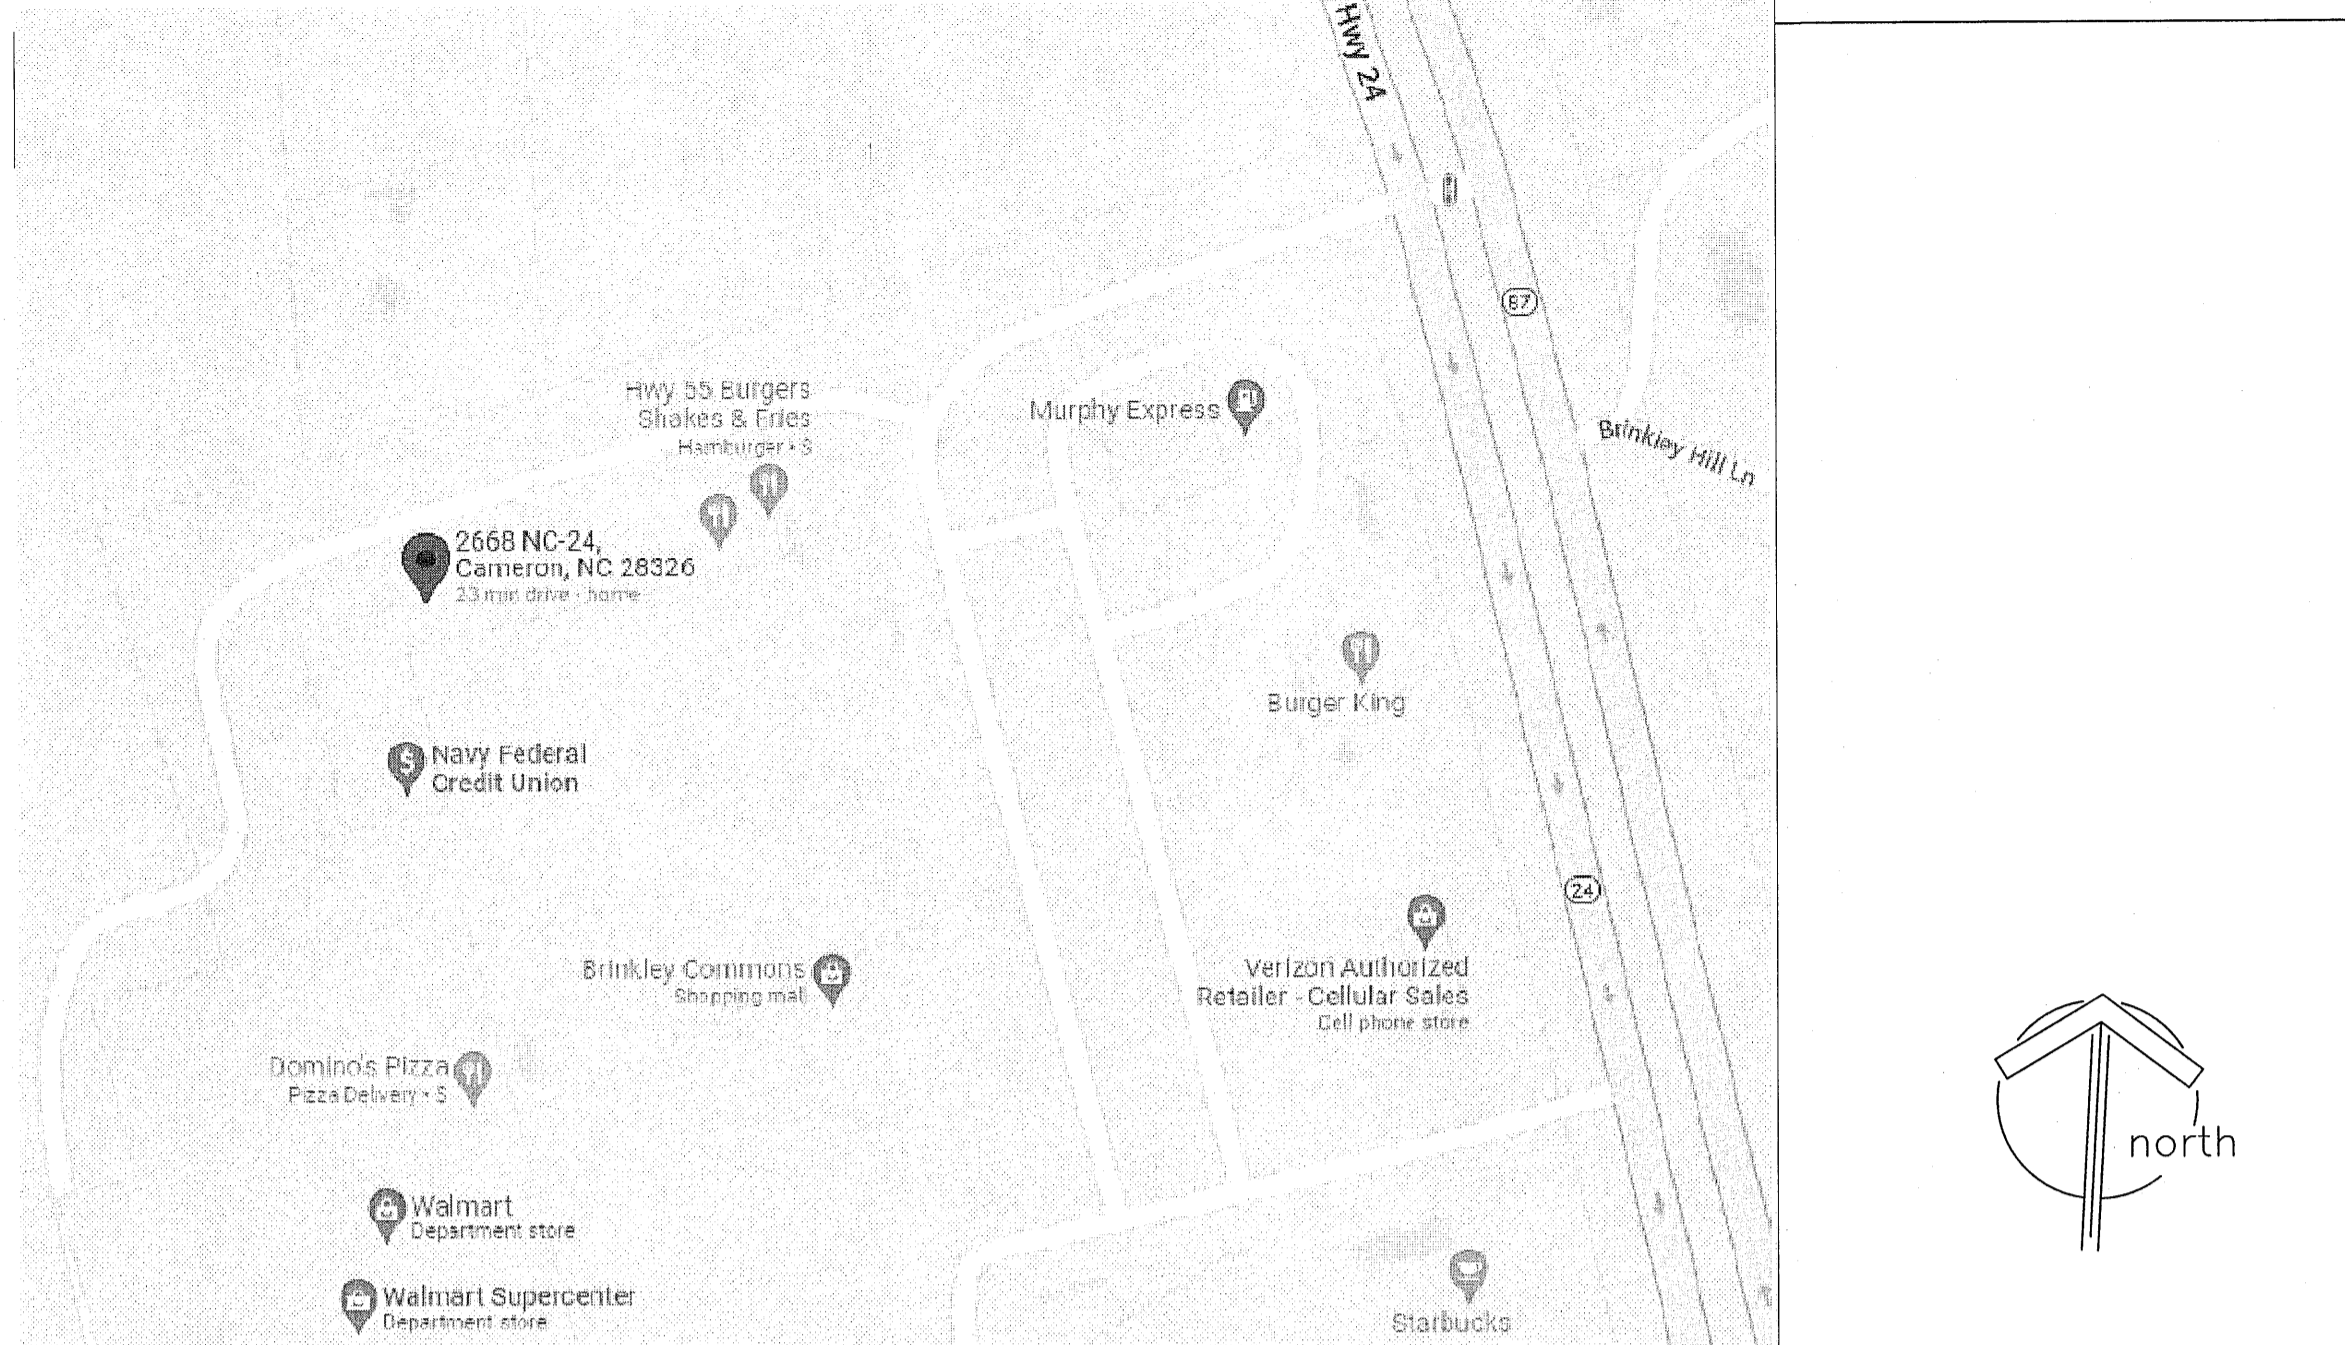 Hwy 24
87
Hwy 55 Burgers
Shakes & Fries
Hamburger • $
Murphy Express
Brinkley Hill Ln
2668 NC-24,
Cameron, NC 28326
23 min drive - home
Burger King
Navy Federal
Credit Union
24
Brinkley Commons
Shopping mall
Verizon Authorized
Retailer - Cellular Sales
Cell phone store
Domino's Pizza
Pizza Delivery • $
north
Walmart
Department store
Walmart Supercenter
Department store
Starbucks